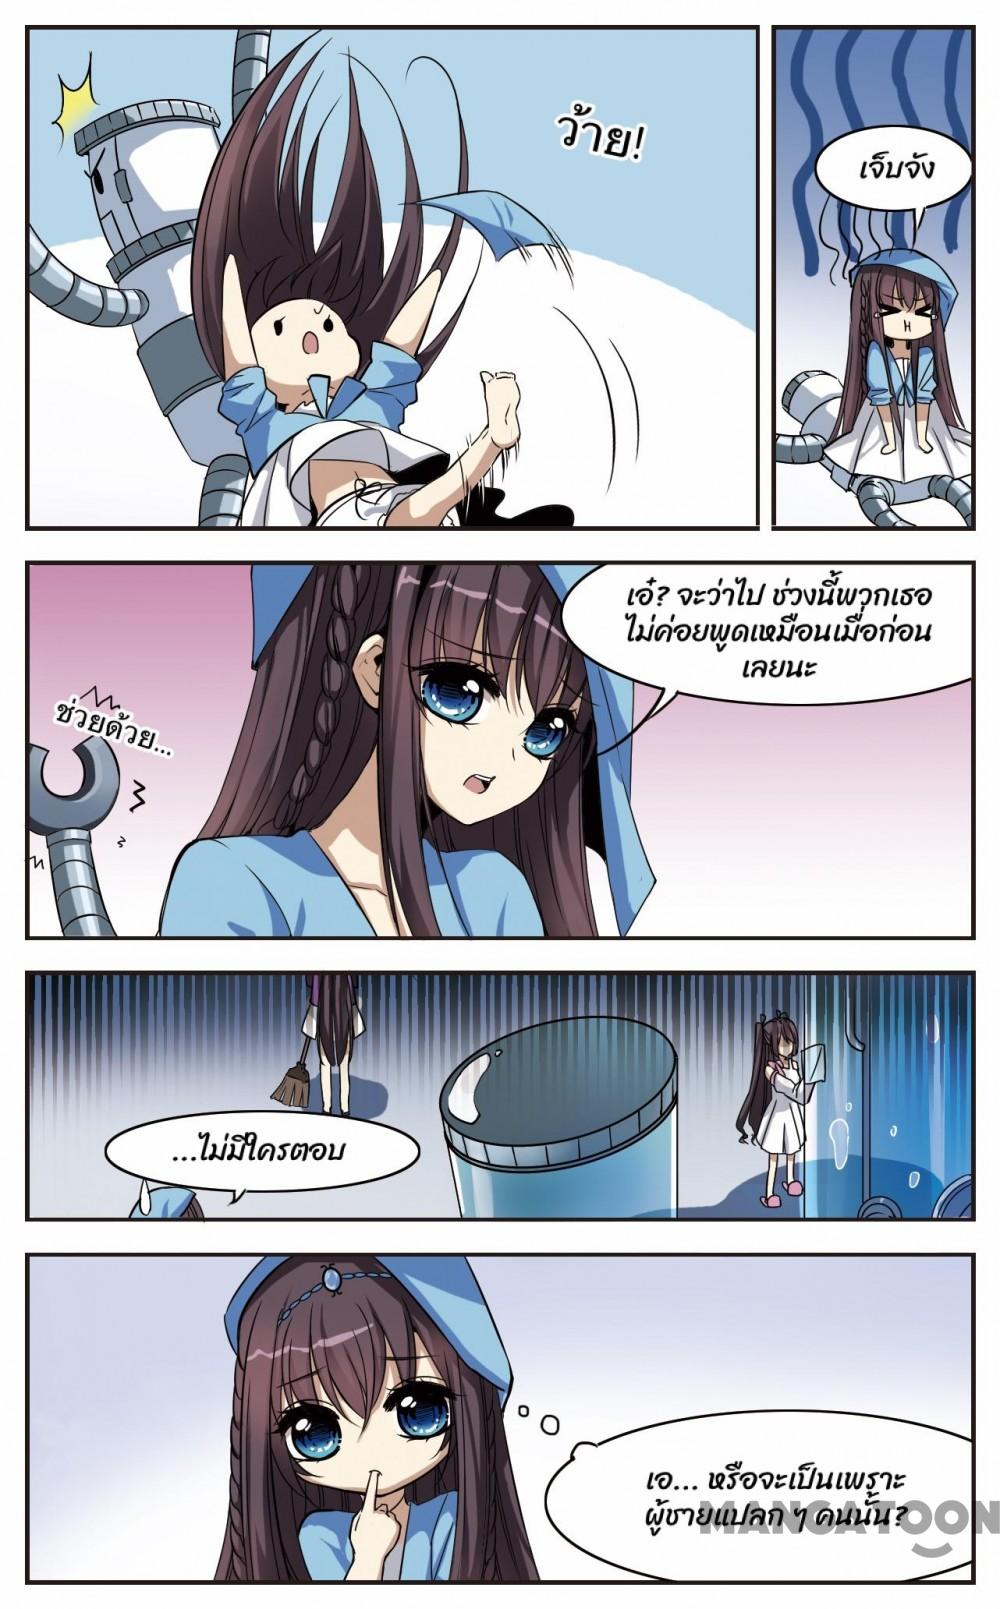 ว้าย!
เจ็บจัง
เอ๋? จะว่าไป ช่วงนี้พวกเธอ
ไม่ค่อยพูดเหมือนเมื่อก่อน
เลยนะ
ช่วยด้วย...
...ไม่มีใครตอบ
เอ... หรือจะเป็นเพราะ
ผู้ชายแปลก ๆ คนนั้น?
MANGATOON